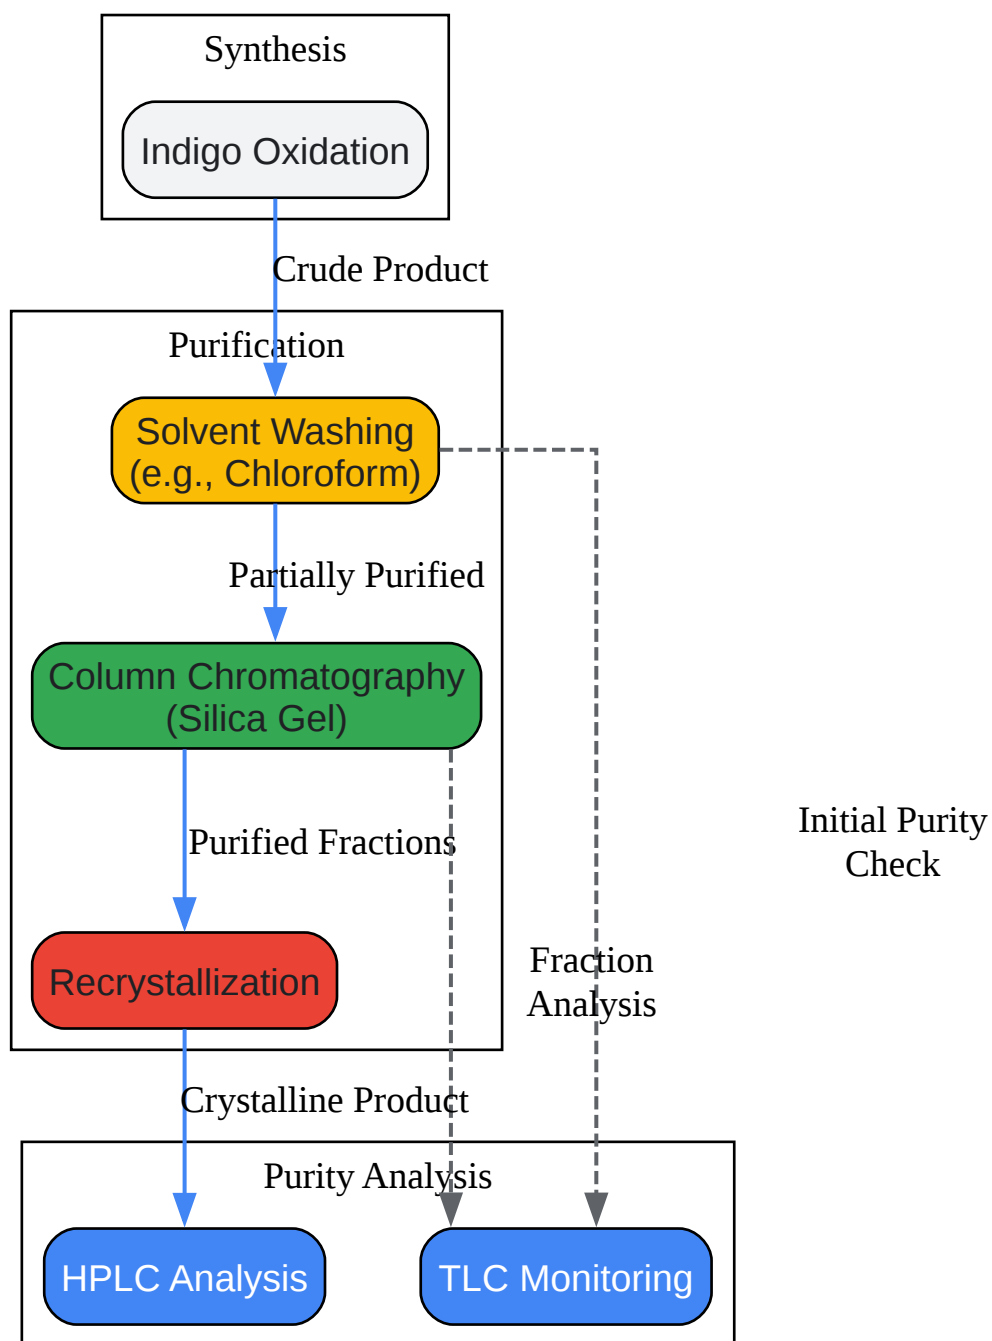 Synthesis
Indigo Oxidation
Crude Product
Purification
Solvent Washing
(e.g., Chloroform)
Partially Purified
Column Chromatography
(Silica Gel)
Purified Fractions
Initial Purity
Check
Recrystallization
Fraction
Analysis
Crystalline Product
Purity Analysis
HPLC Analysis
TLC Monitoring